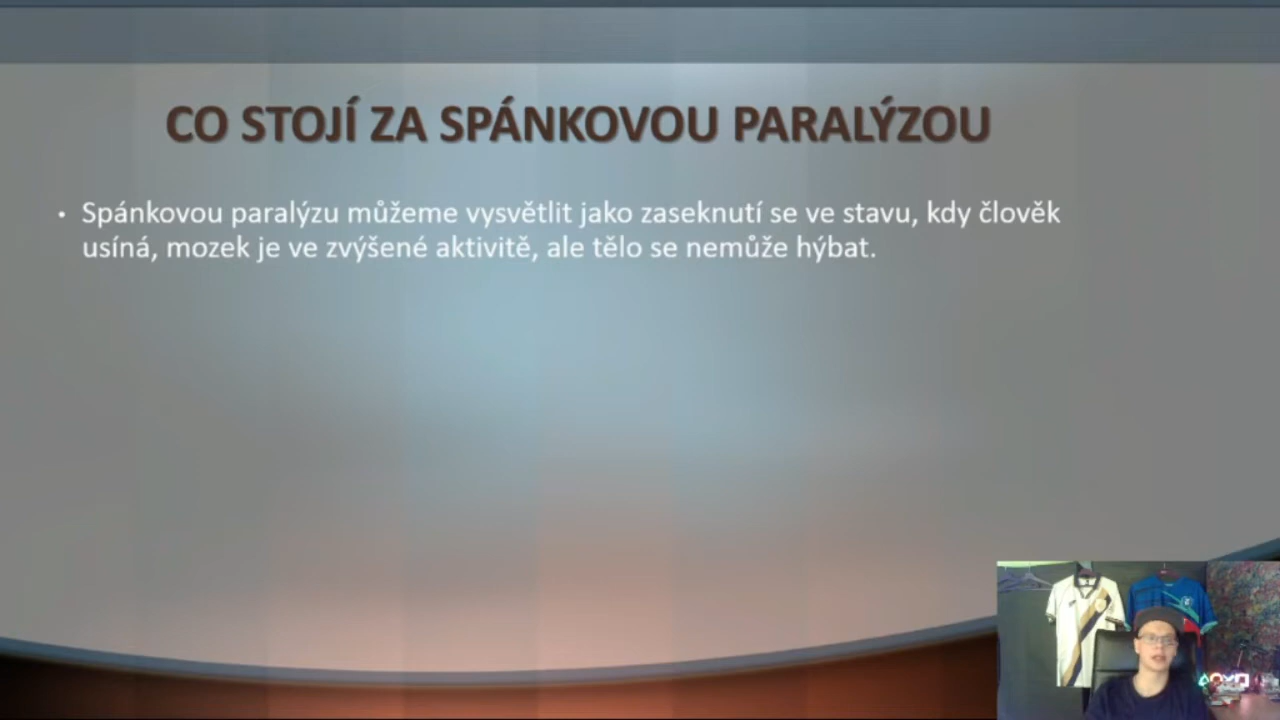 CO STOJÍ ZA SPÁNKOVOU PARALÝZOU
• Spánkovou paralýzu můžeme vysvětlit jako zaseknutí se ve stavu, kdy člověk
usíná, mozek je ve zvýšené aktivitě, ale tělo se nemůže hýbat.